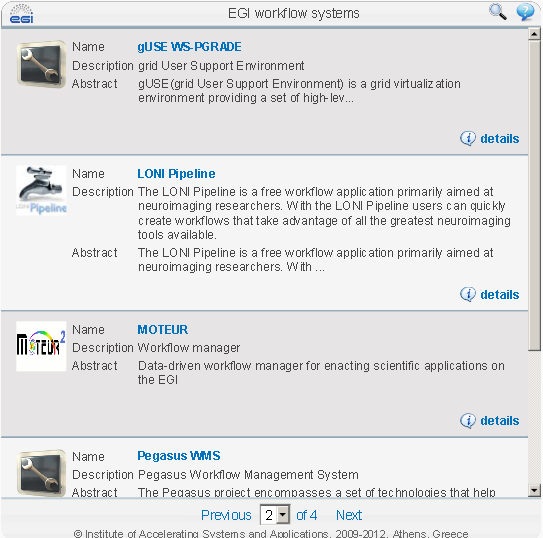 EGI
EGI workflow systems
Name gUSE WS-PGRADE
Description grid User Support Environment
Abstract gUSE(grid User Support Environment) is a grid virtualization
environment providing a set of high-lev...
details
Name LONI Pipeline
Description The LONI Pipeline is a free workflow application primarily aimed at
neuroimaging researchers. With the LONI Pipeline users can quickly
create workflows that take advantage of all the greatest neuroimaging
tools available.
Pipeline
Abstract The LONI Pipeline is a free workflow application primarily aimed at
neuroimaging researchers. With ...
details
Name MOTEUR
MOTEUR2
Description Workflow manager
Abstract Data-driven workflow manager for enacting scientific applications on
the EGI
details
Name Pegasus WMS
Description Pegasus Workflow Management System
Abstract The Pegasus project encompasses a set of technologies that help
Previous 2 of 4 Next
© Institute of Accelerating Systems and Applications, 2009-2012, Athens, Greece